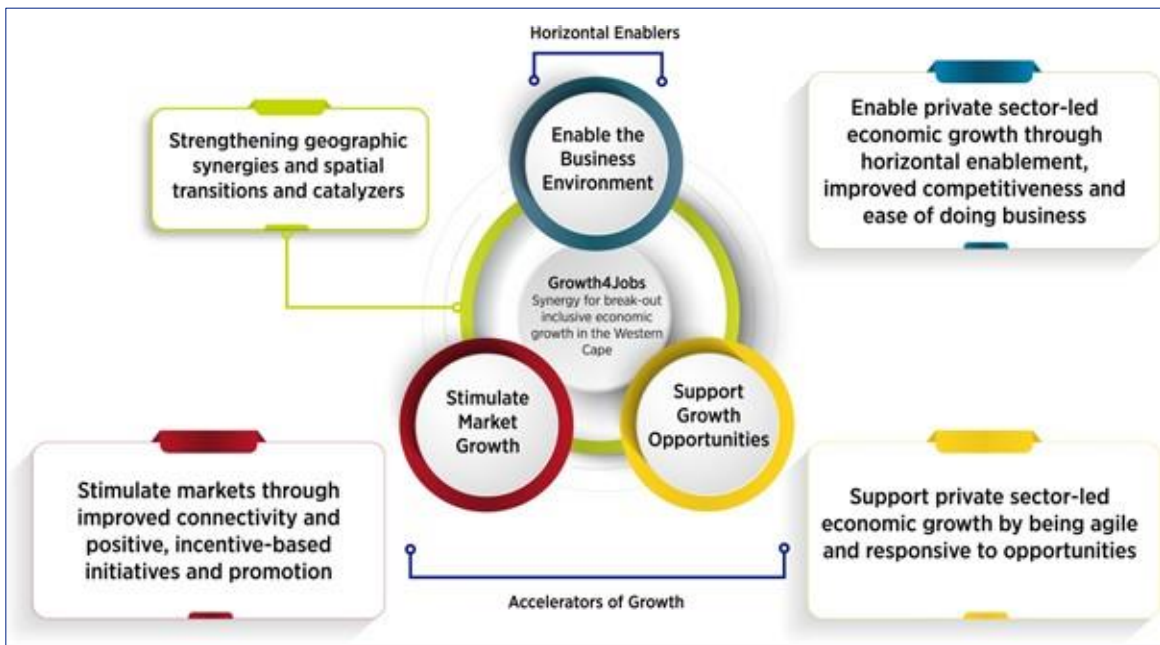 Horizontal Enablers
Strengthening geographic
synergies and spatial
transitions and catalyzers
Enable the
Business
Environment
Enable private sector-led
economic growth through
horizontal enablement,
improved competitiveness and
ease of doing business
Growth4Jobs
Synergy for break-out
inclusive economic
growth in the Western
Cape
Stimulate
Market
Growth
Support
Growth
Opportunities
Stimulate markets through
improved connectivity and
positive, incentive-based
initiatives and promotion
Support private sector-led
economic growth by being agile
and responsive to opportunities
Accelerators of Growth